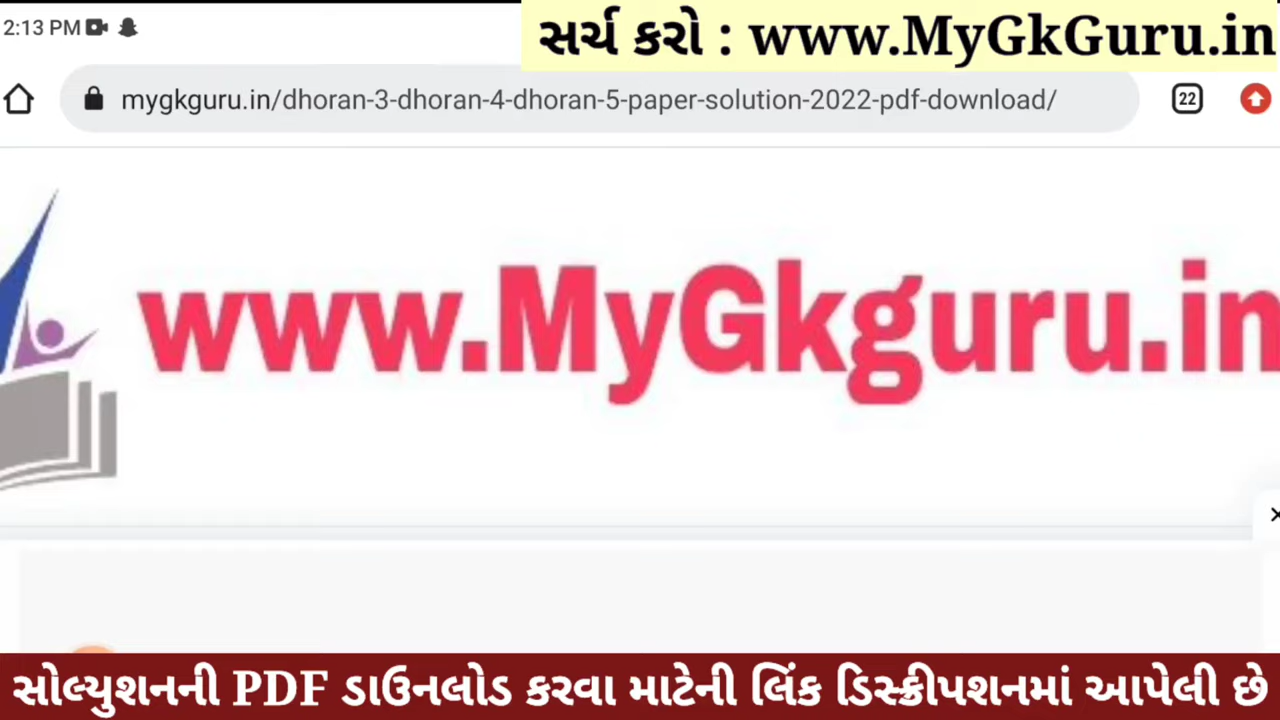 2:13 PM
સર્ચ કરો : www.MyGkGuru.in
mygkguru.in/dhoran-3-dhoran-4-dhoran-5-paper-solution-2022-pdf-download/
22
www.MyGkguru.in
સોલ્યુશનની PDF ડાઉનલોડ કરવા માટેની લિંક ડિસ્ક્રીપશનમાં આપેલી છે